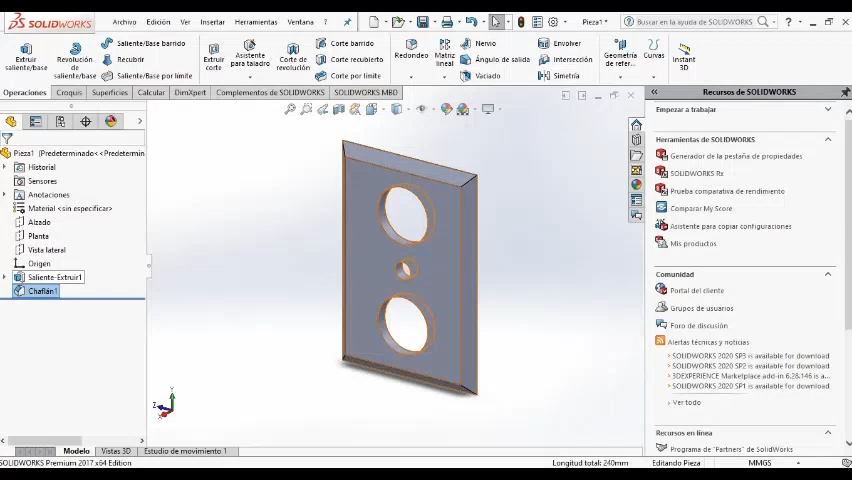 SOLIDWORKS
Archivo Edición Ver Insertar Herramientas Ventana ?
Pieza1 *
Buscar en la ayuda de SOLIDWORKS
Extruir saliente/base
Revolución de saliente/base
Saliente/Base barrido
Recubrir
Saliente/Base por límite
Extruir corte
Asistente para taladro
Corte de revolución
Corte barrido
Corte recubierto
Corte por límite
Redondeo
Matriz lineal
Nervio
Ángulo de salida
Vaciado
Envolver
Intersección
Simetría
Geometría de refer...
Curvas
Instant 3D
Operaciones Croquis Superficies Calcular DimXpert Complementos de SOLIDWORKS SOLIDWORKS MBD
Pieza1 (Predeterminado<<Predetermin
Historial
Sensores
Anotaciones
Material <sin especificar>
Alzado
Planta
Vista lateral
Origen
Saliente-Extruir1
Chaflán1
Y
Z
X
Recursos de SOLIDWORKS
Empezar a trabajar
Herramientas de SOLIDWORKS
Generador de la pestaña de propiedades
SOLIDWORKS Rx
Prueba comparativa de rendimiento
Comparar My Score
Asistente para copiar configuraciones
Mis productos
Comunidad
Portal del cliente
Grupos de usuarios
Foro de discusión
Alertas técnicas y noticias
SOLIDWORKS 2020 SP3 is available for download
SOLIDWORKS 2020 SP2 is available for download
3DEXPERIENCE Marketplace add-in 6.28.146 is a...
SOLIDWORKS 2020 SP1 is available for download
Ver todo
Recursos en línea
Programa de "Partners" de SolidWorks
Modelo Vistas 3D Estudio de movimiento 1
SOLIDWORKS Premium 2017 x64 Edition
Longitud total: 240mm
Editando Pieza
MMGS